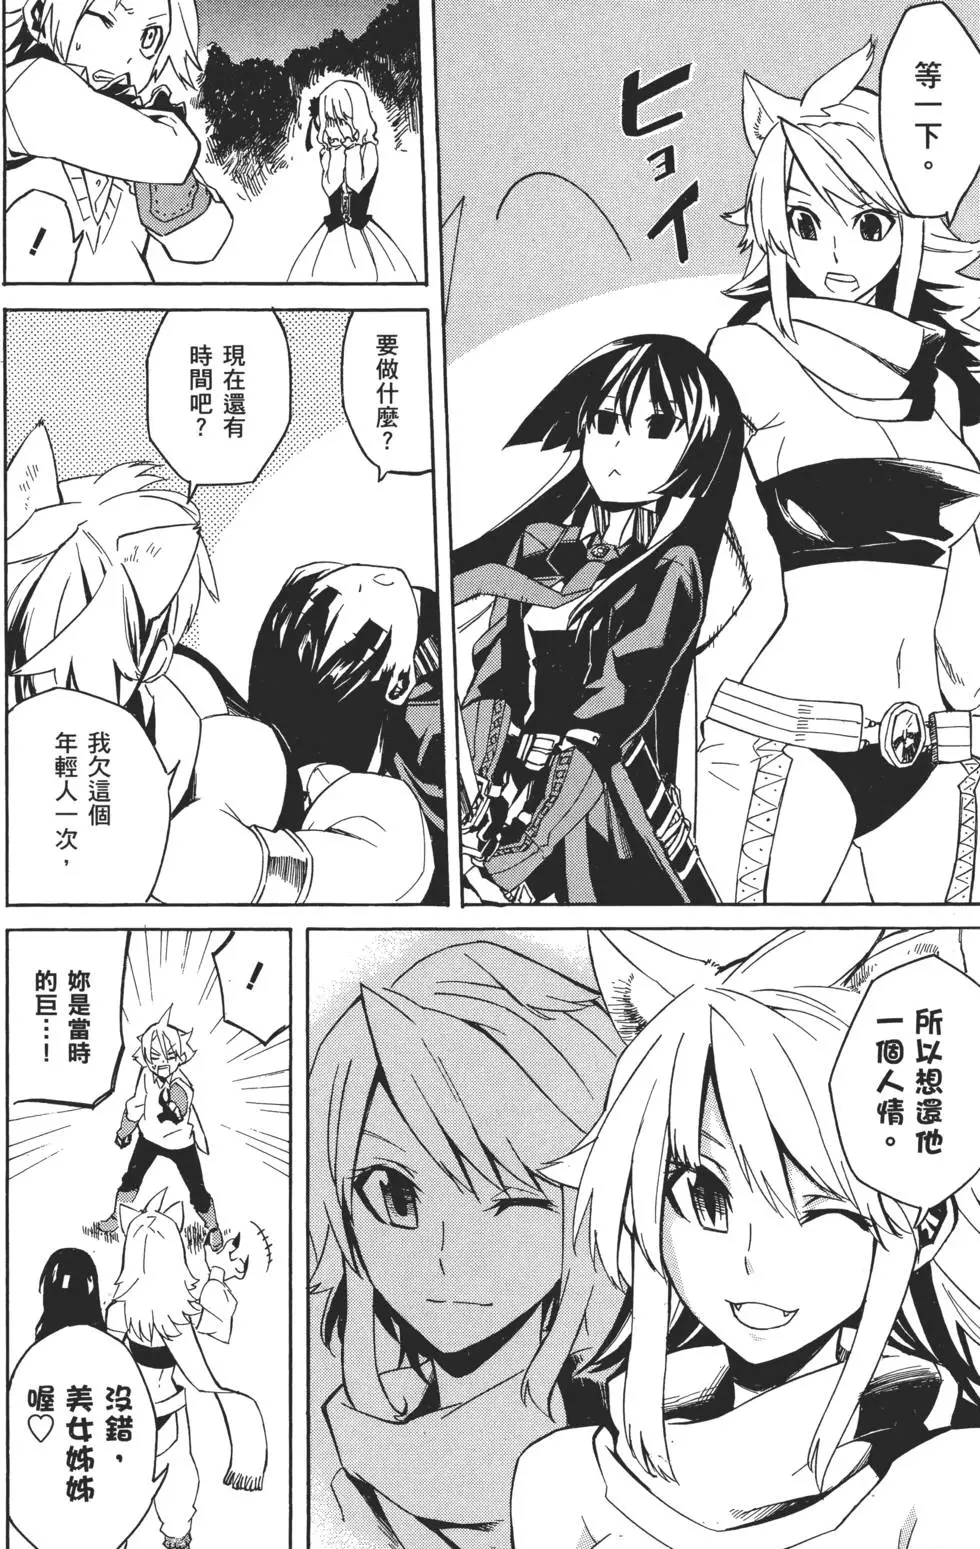 等一下。
ヒョイ
！
要做什麼？
現在還有
時間吧？
我欠這個
年輕人一次，
所以想還他
一個人情。
！
妳是當時
的巨…！
沒錯，
美女姊姊
喔♡